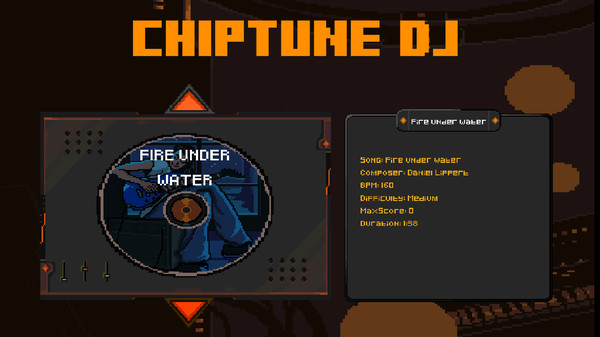 CHIPTUNE DJ
FIRE UNDER
WATER
Fire Under Water
Song: Fire Under Water
Composer: Daniel Lippert
BPM: 160
Difficulty: Medium
MaxScore: 0
Duration: 1:58